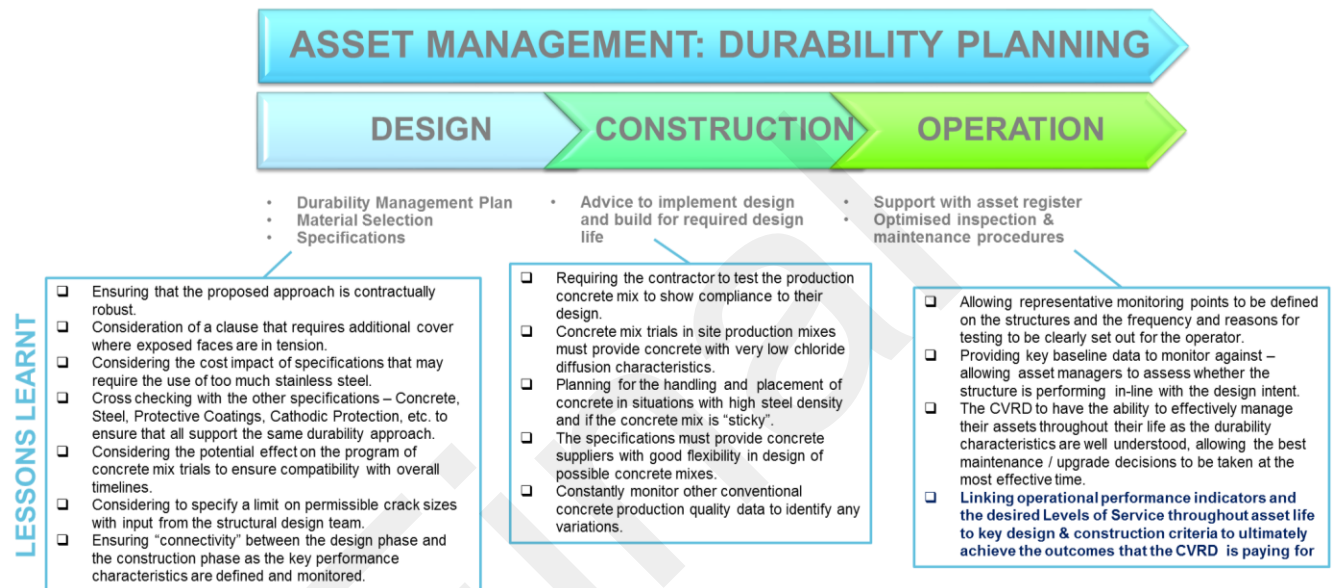 ASSET MANAGEMENT: DURABILITY PLANNING
DESIGN
CONSTRUCTION
OPERATION
• Durability Management Plan
• Material Selection
• Specifications
• Advice to implement design
and build for required design
life
• Support with asset register
• Optimised inspection &
maintenance procedures
LESSONS LEARNT
❑ Ensuring that the proposed approach is contractually
robust.
❑ Consideration of a clause that requires additional cover
where exposed faces are in tension.
❑ Considering the cost impact of specifications that may
require the use of too much stainless steel.
❑ Cross checking with the other specifications – Concrete,
Steel, Protective Coatings, Cathodic Protection, etc. to
ensure that all support the same durability approach.
❑ Considering the potential effect on the program of
concrete mix trials to ensure compatibility with overall
timelines.
❑ Considering to specify a limit on permissible crack sizes
with input from the structural design team.
❑ Ensuring “connectivity” between the design phase and
the construction phase as the key performance
characteristics are defined and monitored.
❑ Requiring the contractor to test the production
concrete mix to show compliance to their
design.
❑ Concrete mix trials in site production mixes
must provide concrete with very low chloride
diffusion characteristics.
❑ Planning for the handling and placement of
concrete in situations with high steel density
and if the concrete mix is “sticky”.
❑ The specifications must provide concrete
suppliers with good flexibility in design of
possible concrete mixes.
❑ Constantly monitor other conventional
concrete production quality data to identify any
variations.
❑ Allowing representative monitoring points to be defined
on the structures and the frequency and reasons for
testing to be clearly set out for the operator.
❑ Providing key baseline data to monitor against –
allowing asset managers to assess whether the
structure is performing in-line with the design intent.
❑ The CVRD to have the ability to effectively manage
their assets throughout their life as the durability
characteristics are well understood, allowing the best
maintenance / upgrade decisions to be taken at the
most effective time.
❑ Linking operational performance indicators and
the desired Levels of Service throughout asset life
to key design & construction criteria to ultimately
achieve the outcomes that the CVRD is paying for
Final